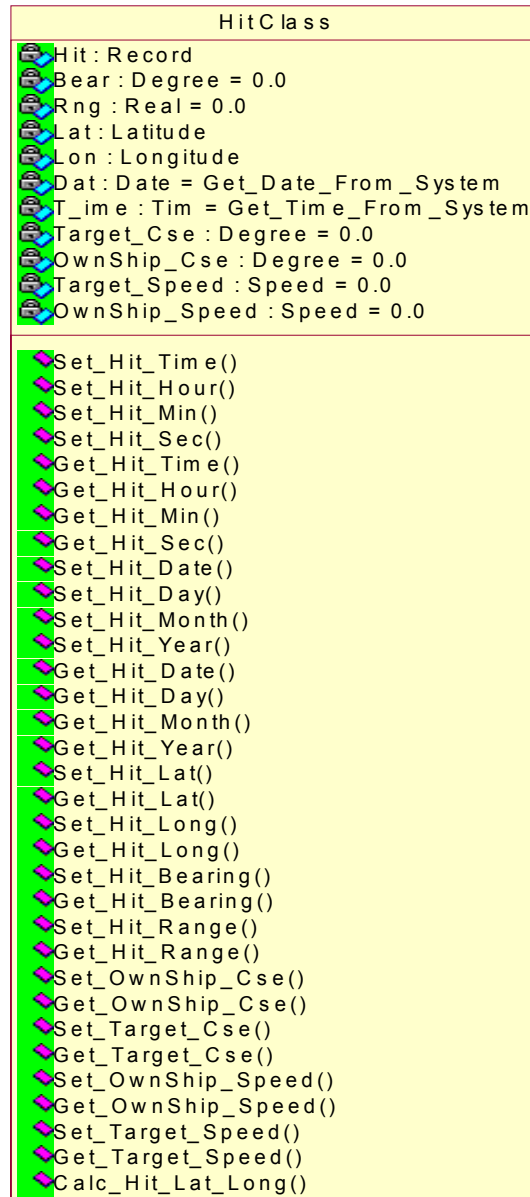 HitClass
Hit : Record
Bear : Degree = 0.0
Rng : Real = 0.0
Lat : Latitude
Lon : Longitude
Dat : Date = Get_Date_From_System
T_ime : Tim = Get_Time_From_System
Target_Cse : Degree = 0.0
OwnShip_Cse : Degree = 0.0
Target_Speed : Speed = 0.0
OwnShip_Speed : Speed = 0.0
Set_Hit_Time()
Set_Hit_Hour()
Set_Hit_Min()
Set_Hit_Sec()
Get_Hit_Time()
Get_Hit_Hour()
Get_Hit_Min()
Get_Hit_Sec()
Set_Hit_Date()
Set_Hit_Day()
Set_Hit_Month()
Set_Hit_Year()
Get_Hit_Date()
Get_Hit_Day()
Get_Hit_Month()
Get_Hit_Year()
Set_Hit_Lat()
Get_Hit_Lat()
Set_Hit_Long()
Get_Hit_Long()
Set_Hit_Bearing()
Get_Hit_Bearing()
Set_Hit_Range()
Get_Hit_Range()
Set_OwnShip_Cse()
Get_OwnShip_Cse()
Set_Target_Cse()
Get_Target_Cse()
Set_OwnShip_Speed()
Get_OwnShip_Speed()
Set_Target_Speed()
Get_Target_Speed()
Calc_Hit_Lat_Long()